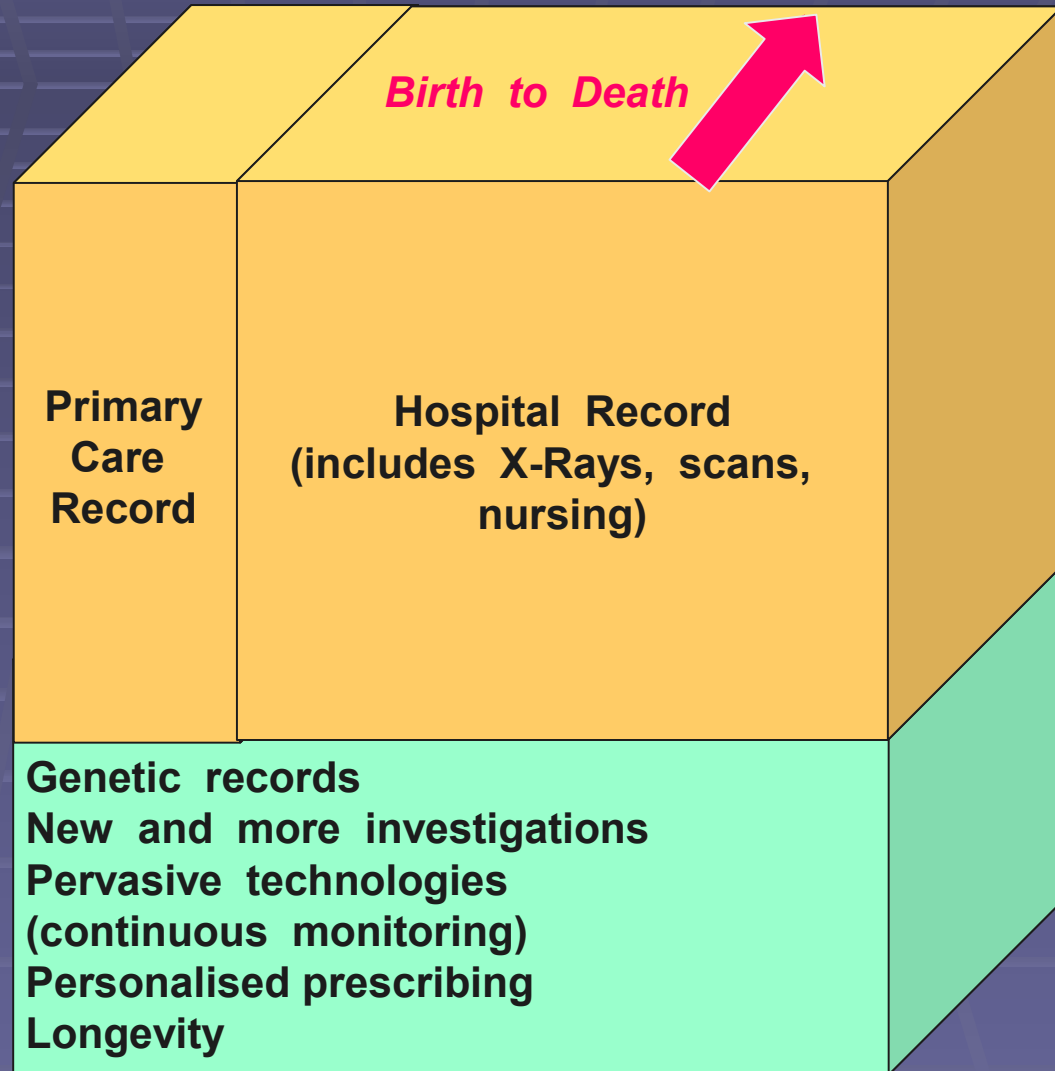 Birth to Death
Primary
Care
Record
Hospital Record
(includes X-Rays, scans,
nursing)
Genetic records
New and more investigations
Pervasive technologies
(continuous monitoring)
Personalised prescribing
Longevity